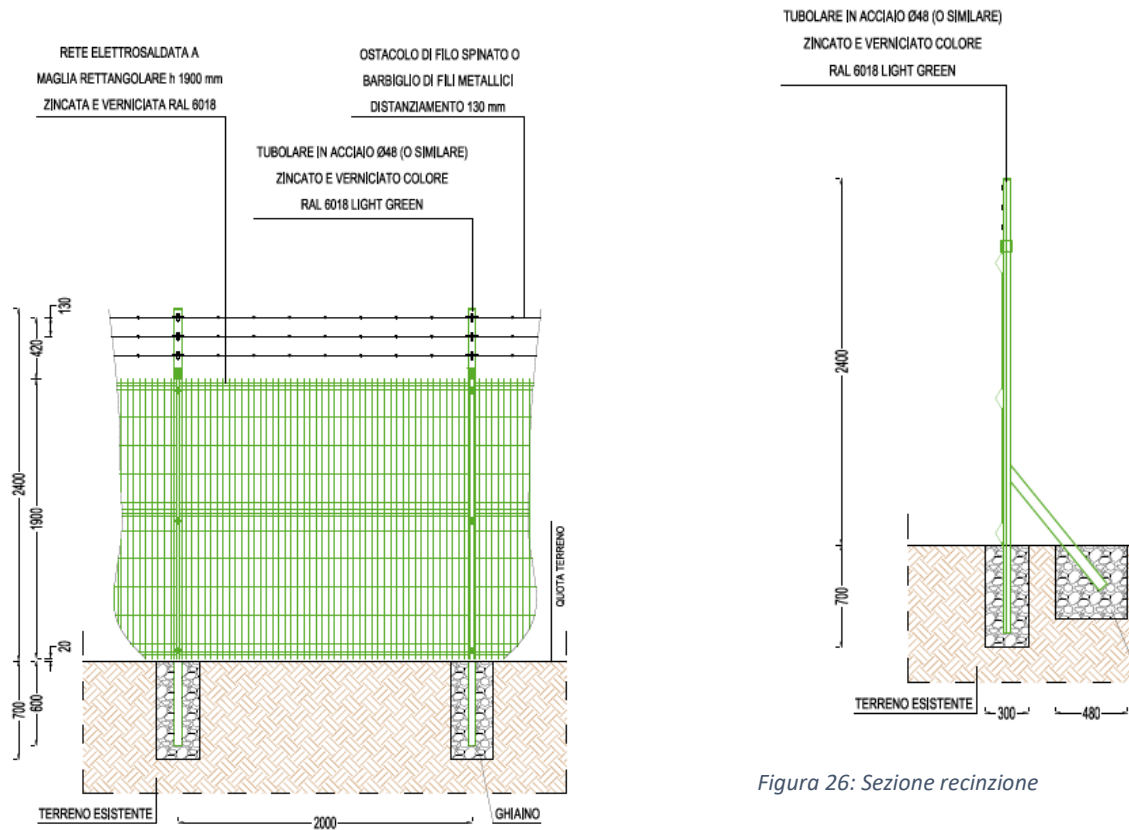 RETE ELETTROSALDATA A
MAGLIA RETTANGOLARE h 1900 mm
ZINCATA E VERNICIATA RAL 6018
OSTACOLO DI FILO SPINATO O
BARBIGLIO DI FILI METALLICI
DISTANZIAMENTO 130 mm
TUBOLARE IN ACCIAIO Ø48 (O SIMILARE)
ZINCATO E VERNICIATO COLORE
RAL 6018 LIGHT GREEN
130
420
2400
1900
20
700
600
QUOTA TERRENO
TERRENO ESISTENTE
GHIAINO
2000
TUBOLARE IN ACCIAIO Ø48 (O SIMILARE)
ZINCATO E VERNICIATO COLORE
RAL 6018 LIGHT GREEN
2400
700
TERRENO ESISTENTE
300
480
Figura 26: Sezione recinzione